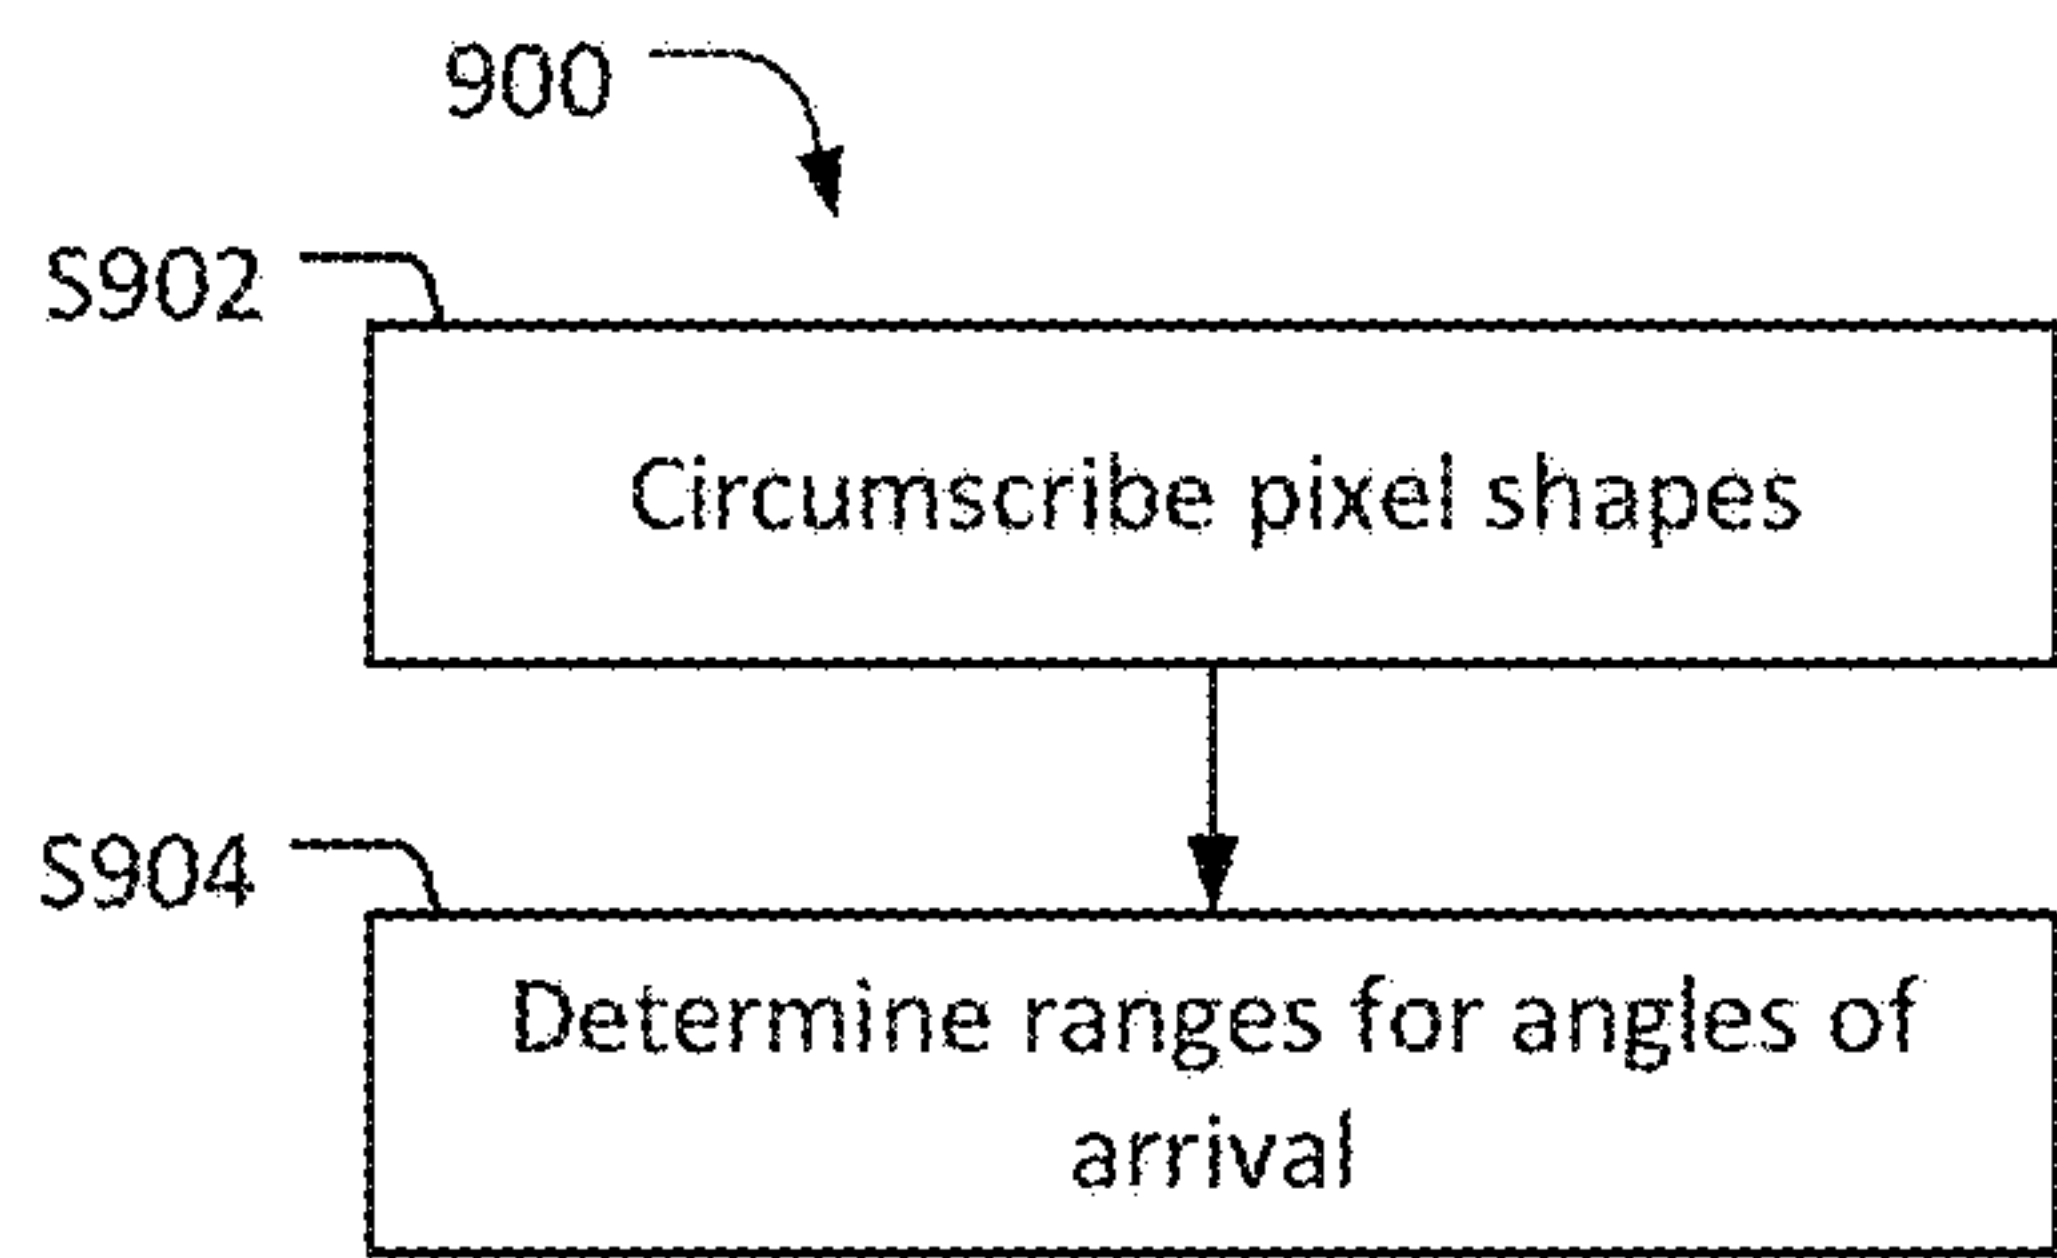 900
S902
Circumscribe pixel shapes
S904
Determine ranges for angles of
arrival